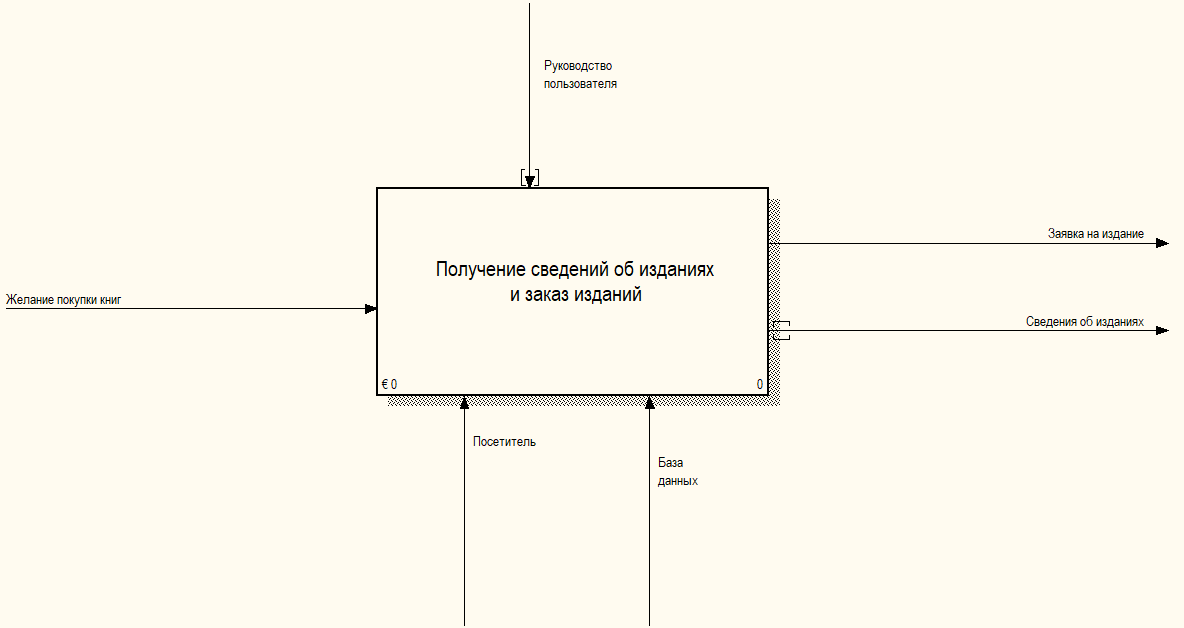 Руководство
пользователя
Заявка на издание
Получение сведений об изданиях
и заказ изданий
Желание покупки книг
Сведения об изданиях
€ 0
0
Посетитель
База
данных